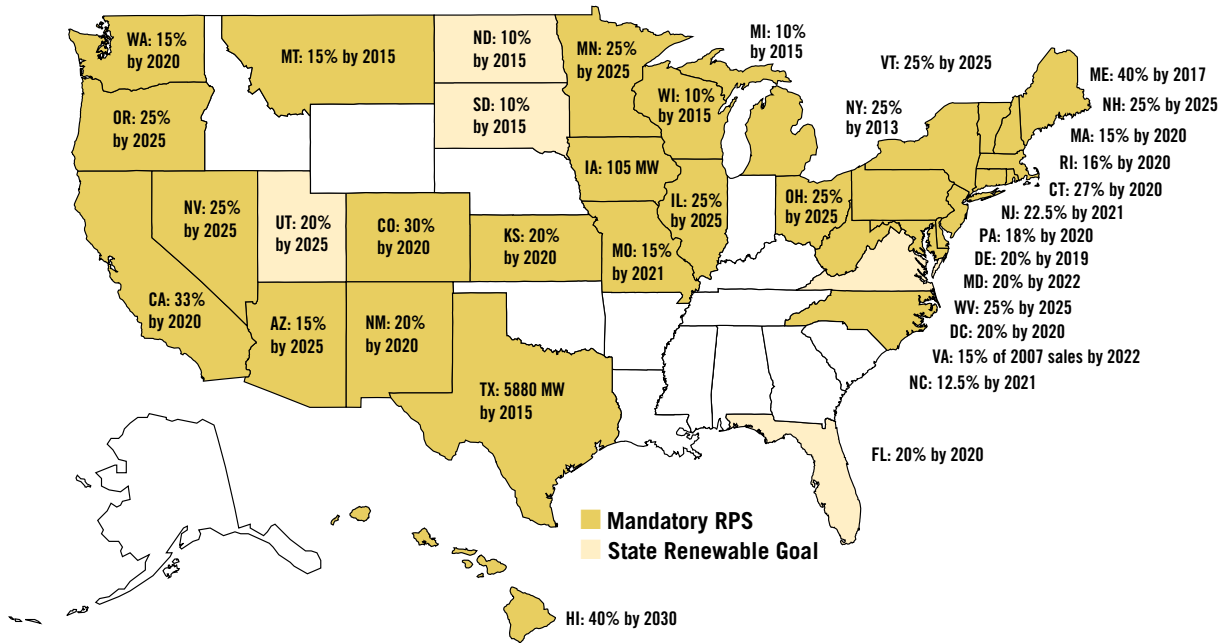 WA: 15%
by 2020
MT: 15% by 2015
ND: 10%
by 2015
MN: 25%
by 2025
MI: 10%
by 2015
VT: 25% by 2025
ME: 40% by 2017
NH: 25% by 2025
OR: 25%
by 2025
SD: 10%
by 2015
WI: 10%
by 2015
NY: 25%
by 2013
MA: 15% by 2020
RI: 16% by 2020
CT: 27% by 2020
NJ: 22.5% by 2021
PA: 18% by 2020
DE: 20% by 2019
MD: 20% by 2022
WV: 25% by 2025
DC: 20% by 2020
VA: 15% of 2007 sales by 2022
NC: 12.5% by 2021
IA: 105 MW
NV: 25%
by 2025
UT: 20%
by 2025
CO: 30%
by 2020
KS: 20%
by 2020
MO: 15%
by 2021
IL: 25%
by 2025
OH: 25%
by 2025
CA: 33%
by 2020
AZ: 15%
by 2025
NM: 20%
by 2020
TX: 5880 MW
by 2015
FL: 20% by 2020
Mandatory RPS
State Renewable Goal
HI: 40% by 2030